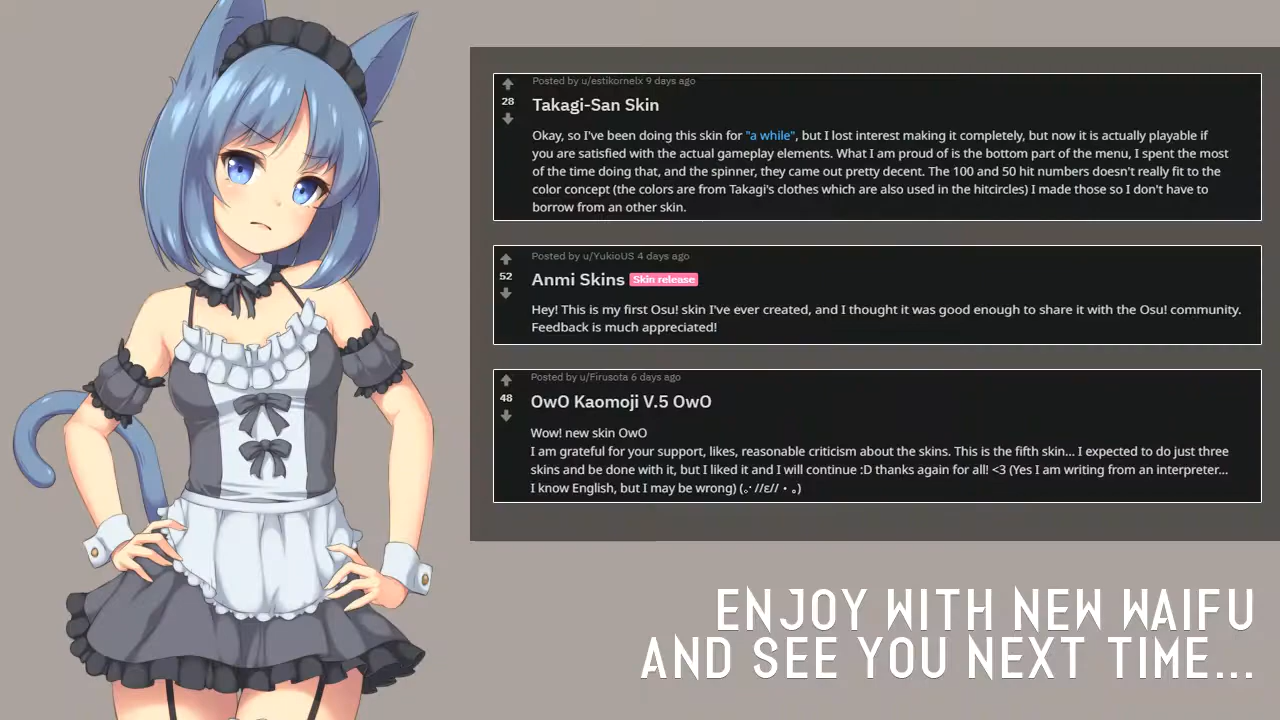 Posted by u/estikornelx 9 days ago
28
Takagi-San Skin
Okay, so I've been doing this skin for "a while", but I lost interest making it completely, but now it is actually playable if
you are satisfied with the actual gameplay elements. What I am proud of is the bottom part of the menu, I spent the most
of the time doing that, and the spinner, they came out pretty decent. The 100 and 50 hit numbers doesn't really fit to the
color concept (the colors are from Takagi's clothes which are also used in the hitcircles) I made those so I don't have to
borrow from an other skin.
Posted by u/YukioUS 4 days ago
52
Anmi Skins Skin release
Hey! This is my first Osu! skin I've ever created, and I thought it was good enough to share it with the Osu! community.
Feedback is much appreciated!
Posted by u/Firusota 6 days ago
48
OwO Kaomoji V.5 OwO
Wow! new skin OwO
I am grateful for your support, likes, reasonable criticism about the skins. This is the fifth skin... I expected to do just three
skins and be done with it, but I liked it and I will continue :D thanks again for all! <3 (Yes I am writing from an interpreter...
I know English, but I may be wrong) (｡· //ε// ·｡)
ENJOY WITH NEW WAIFU
AND SEE YOU NEXT TIME...